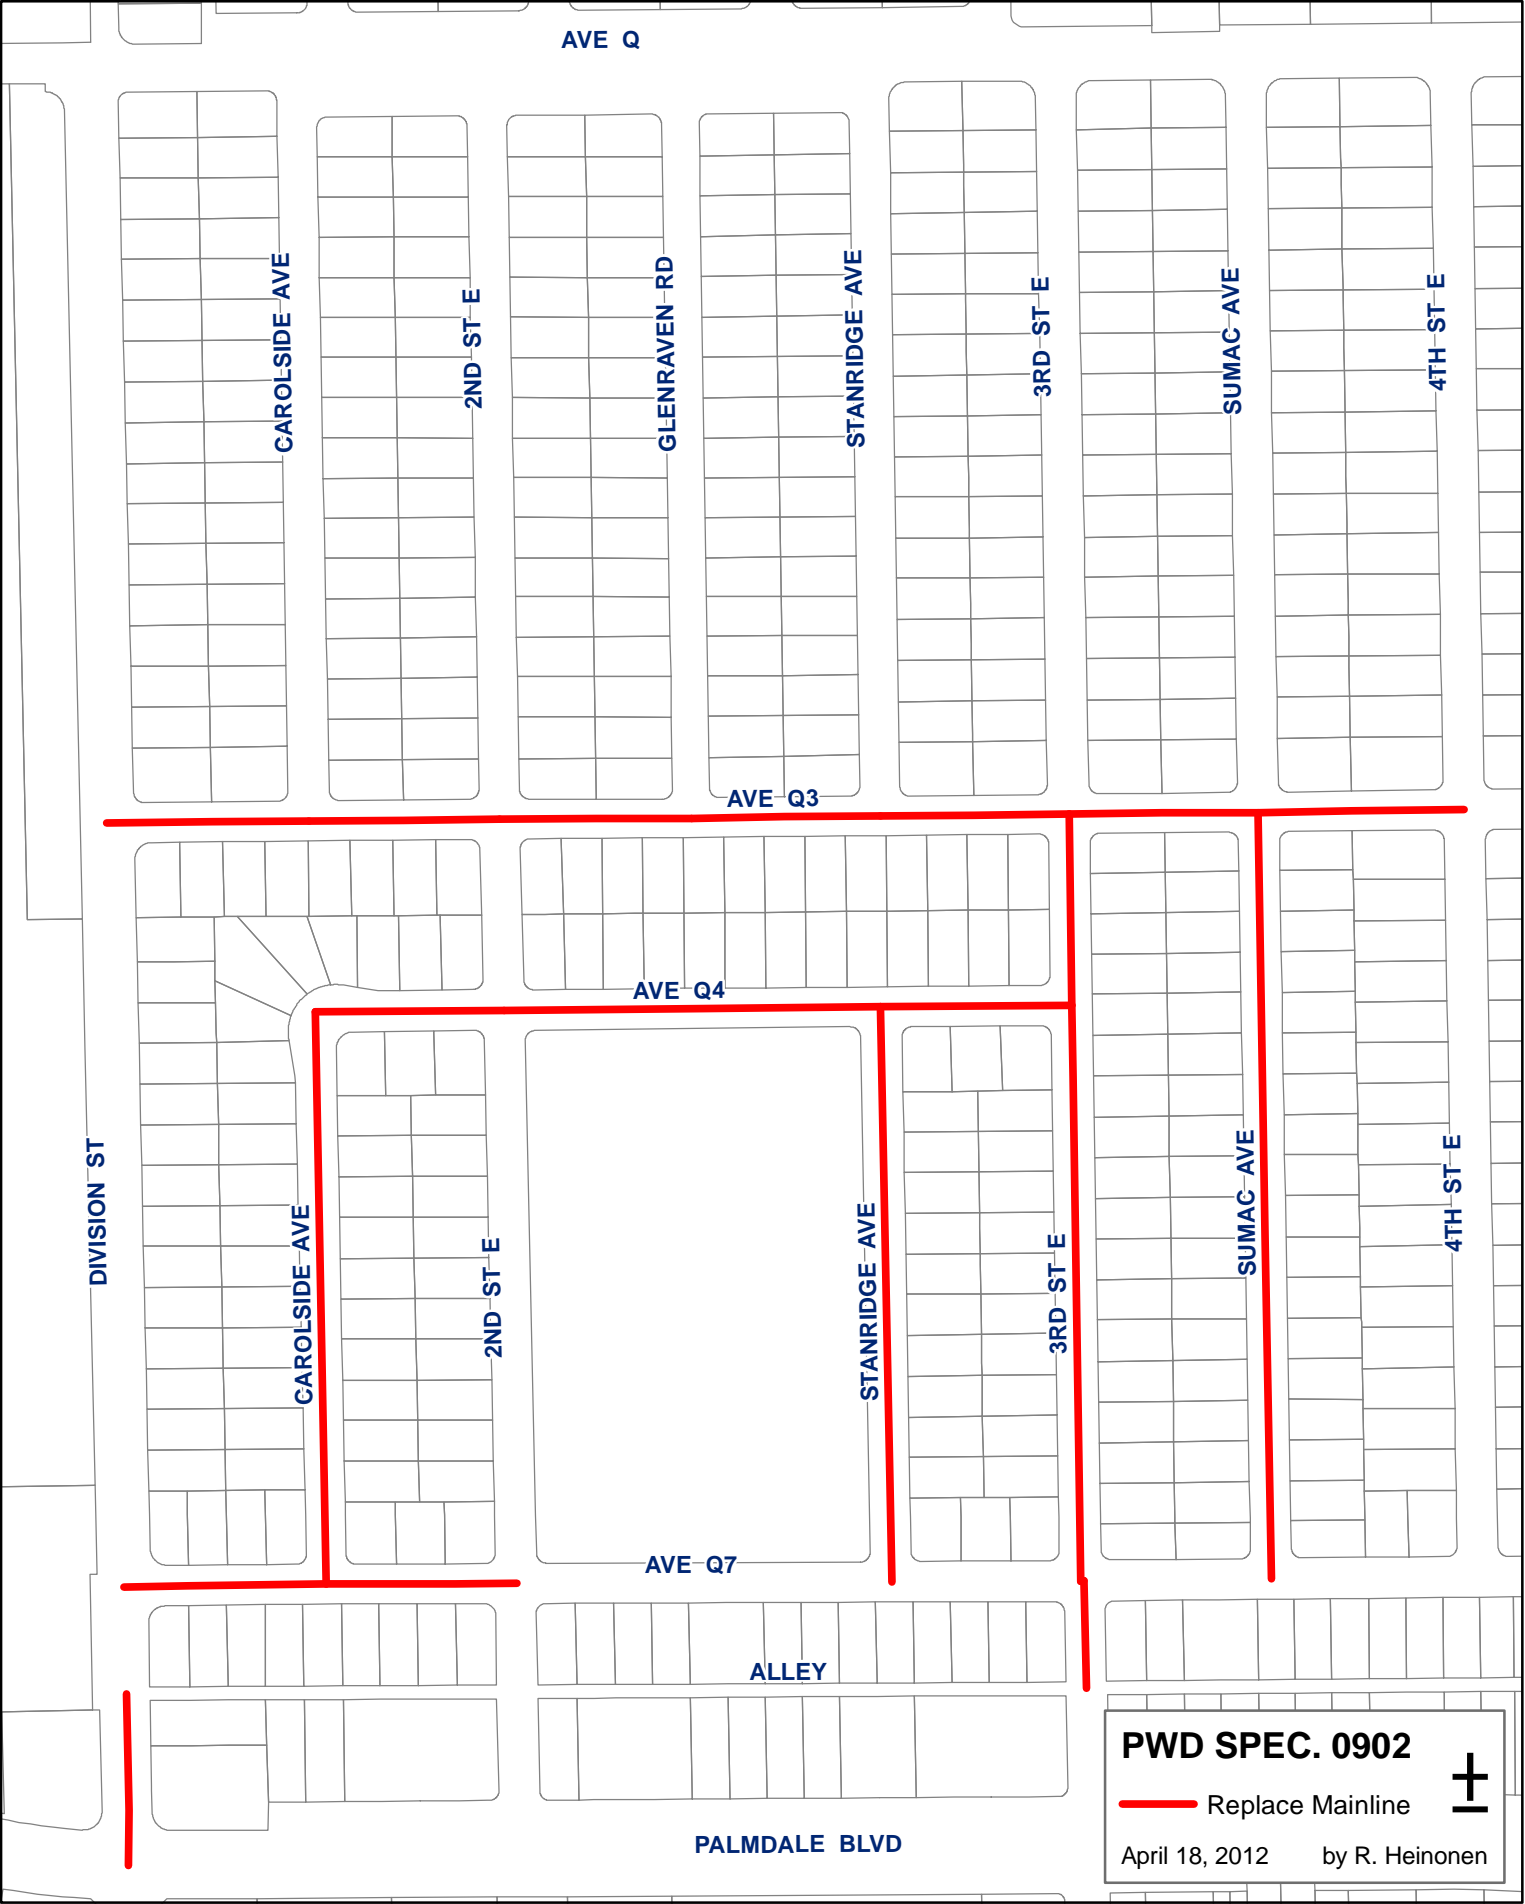 AVE Q
CAROLSIDE AVE
2ND ST E
GLENRAVEN RD
STANRIDGE AVE
3RD ST E
SUMAC AVE
4TH ST E
AVE Q3
AVE Q4
DIVISION ST
CAROLSIDE AVE
2ND ST E
STANRIDGE AVE
3RD ST E
SUMAC AVE
4TH ST E
AVE Q7
ALLEY
PALMDALE BLVD
PWD SPEC. 0902
±
Replace Mainline
April 18, 2012 by R. Heinonen